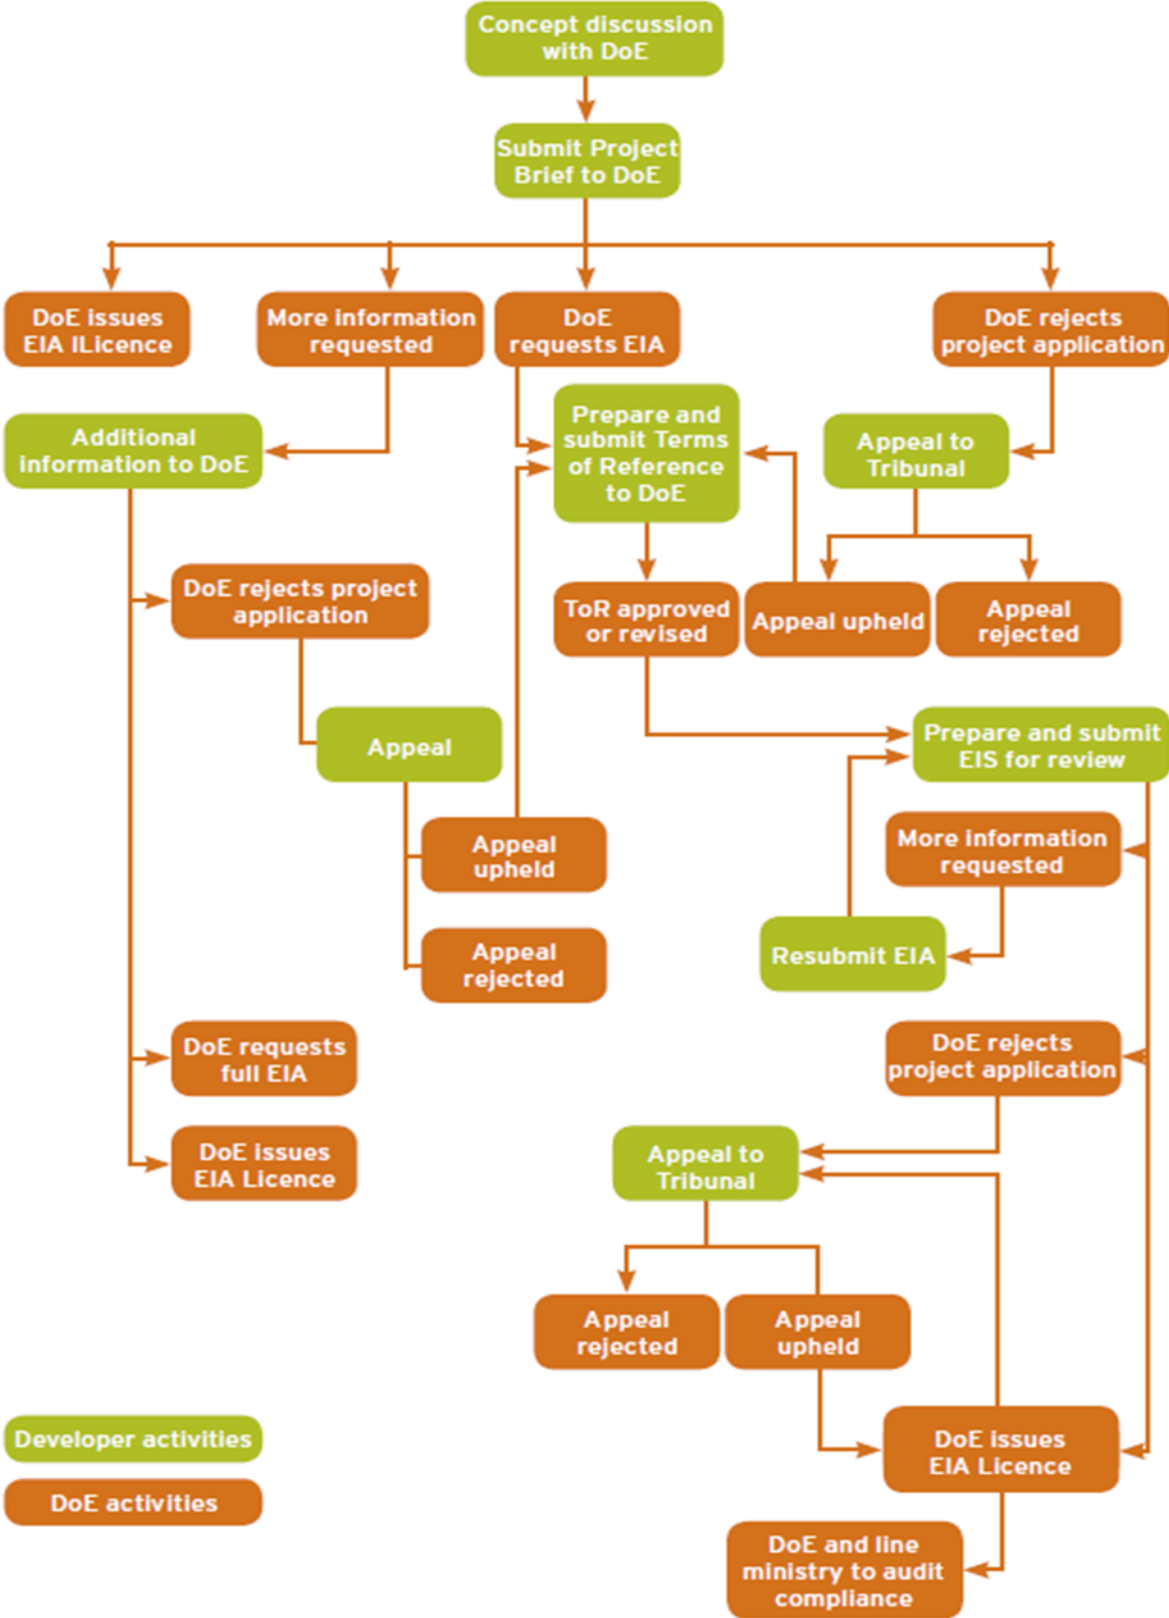 Concept discussion
with DoE
Submit Project
Brief to DoE
DoE issues
EIA lLicence
More information
requested
DoE
requests EIA
DoE rejects
project application
Additional
information to DoE
Prepare and
submit Terms
of Reference
to DoE
Appeal to
Tribunal
DoE rejects project
application
ToR approved
or revised
Appeal upheld
Appeal
rejected
Appeal
Prepare and submit
EIS for review
Appeal
upheld
More information
requested
Appeal
rejected
Resubmit EIA
DoE requests
full EIA
DoE rejects
project application
DoE issues
EIA Licence
Appeal to
Tribunal
Appeal
rejected
Appeal
upheld
Developer activities
DoE issues
EIA Licence
DoE activities
DoE and line
ministry to audit
compliance